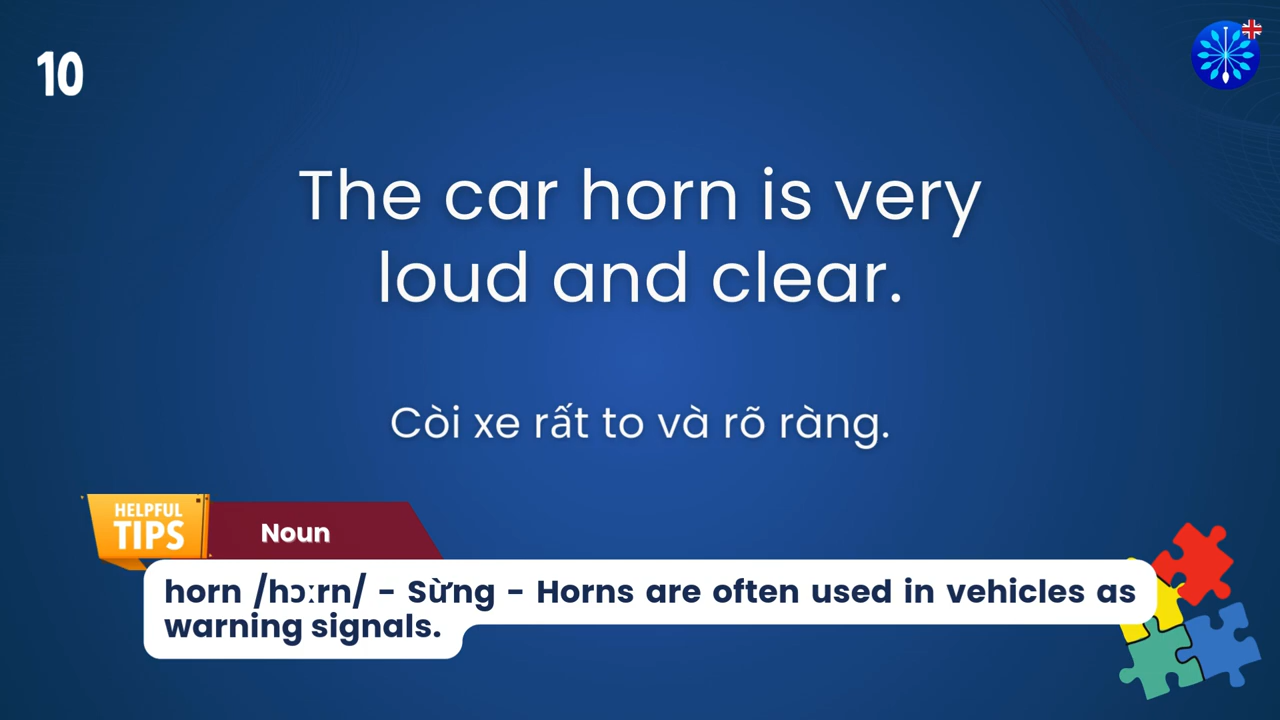 10
The car horn is very
loud and clear.
Còi xe rất to và rõ ràng.
HELPFUL
TIPS
Noun
horn /hɔːrn/ - Sừng - Horns are often used in vehicles as
warning signals.